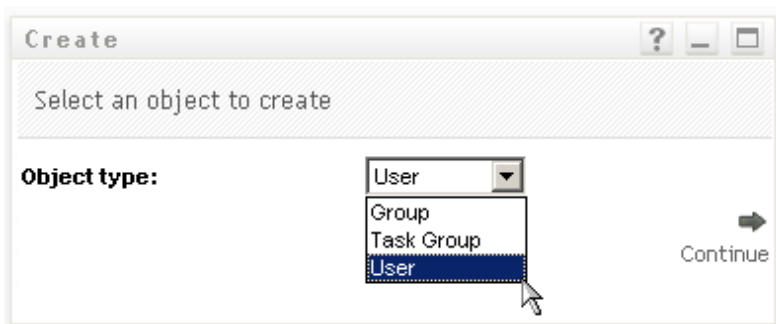 Create
?
Select an object to create
Object type:
User
Group
Task Group
User
Continue